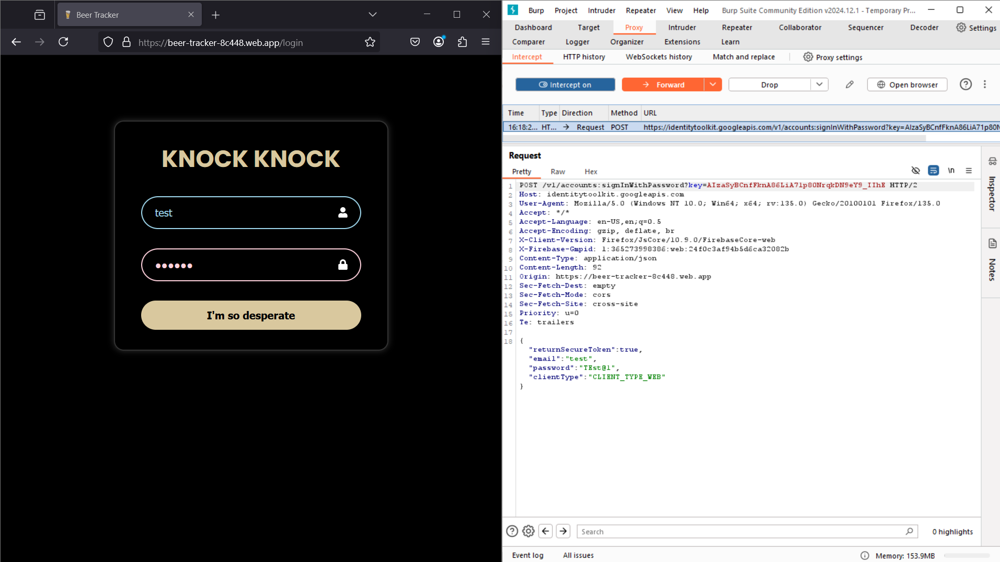 Beer Tracker
https://beer-tracker-8c448.web.app/login
KNOCK KNOCK
test
I'm so desperate
Burp Project Intruder Repeater View Help Burp Suite Community Edition v2024.12.1 - Temporary Pr...
Dashboard Target Proxy Intruder Repeater Collaborator Sequencer Decoder Settings
Comparer Logger Organizer Extensions Learn
Intercept HTTP history WebSockets history Match and replace Proxy settings
Intercept on Forward Drop Open browser
Time Type Direction Method URL
16:18:2... HT... Request POST https://identitytoolkit.googleapis.com/v1/accounts:signInWithPassword?key=AIzaSyBCnfFknA86LiA71p80N
Request
Pretty Raw Hex \n
1 POST /v1/accounts:signInWithPassword?key=AIzaSyBCnfFknA86LiA71p80NrqkDN9eY9_IIhE HTTP/2
2 Host: identitytoolkit.googleapis.com
3 User-Agent: Mozilla/5.0 (Windows NT 10.0; Win64; x64; rv:135.0) Gecko/20100101 Firefox/135.0
4 Accept: */*
5 Accept-Language: en-US,en;q=0.5
6 Accept-Encoding: gzip, deflate, br
7 X-Client-Version: Firefox/JsCore/10.9.0/FirebaseCore-web
8 X-Firebase-Gmpid: 1:365273998386:web:24f0c3af94b5d6ca32082b
9 Content-Type: application/json
10 Content-Length: 92
11 Origin: https://beer-tracker-8c448.web.app
12 Sec-Fetch-Dest: empty
13 Sec-Fetch-Mode: cors
14 Sec-Fetch-Site: cross-site
15 Priority: u=0
16 Te: trailers
17
18 {
"returnSecureToken":true,
"email":"test",
"password":"TEst@1",
"clientType":"CLIENT_TYPE_WEB"
}
Inspector
Notes
Search
0 highlights
Event log All issues Memory: 153.9MB